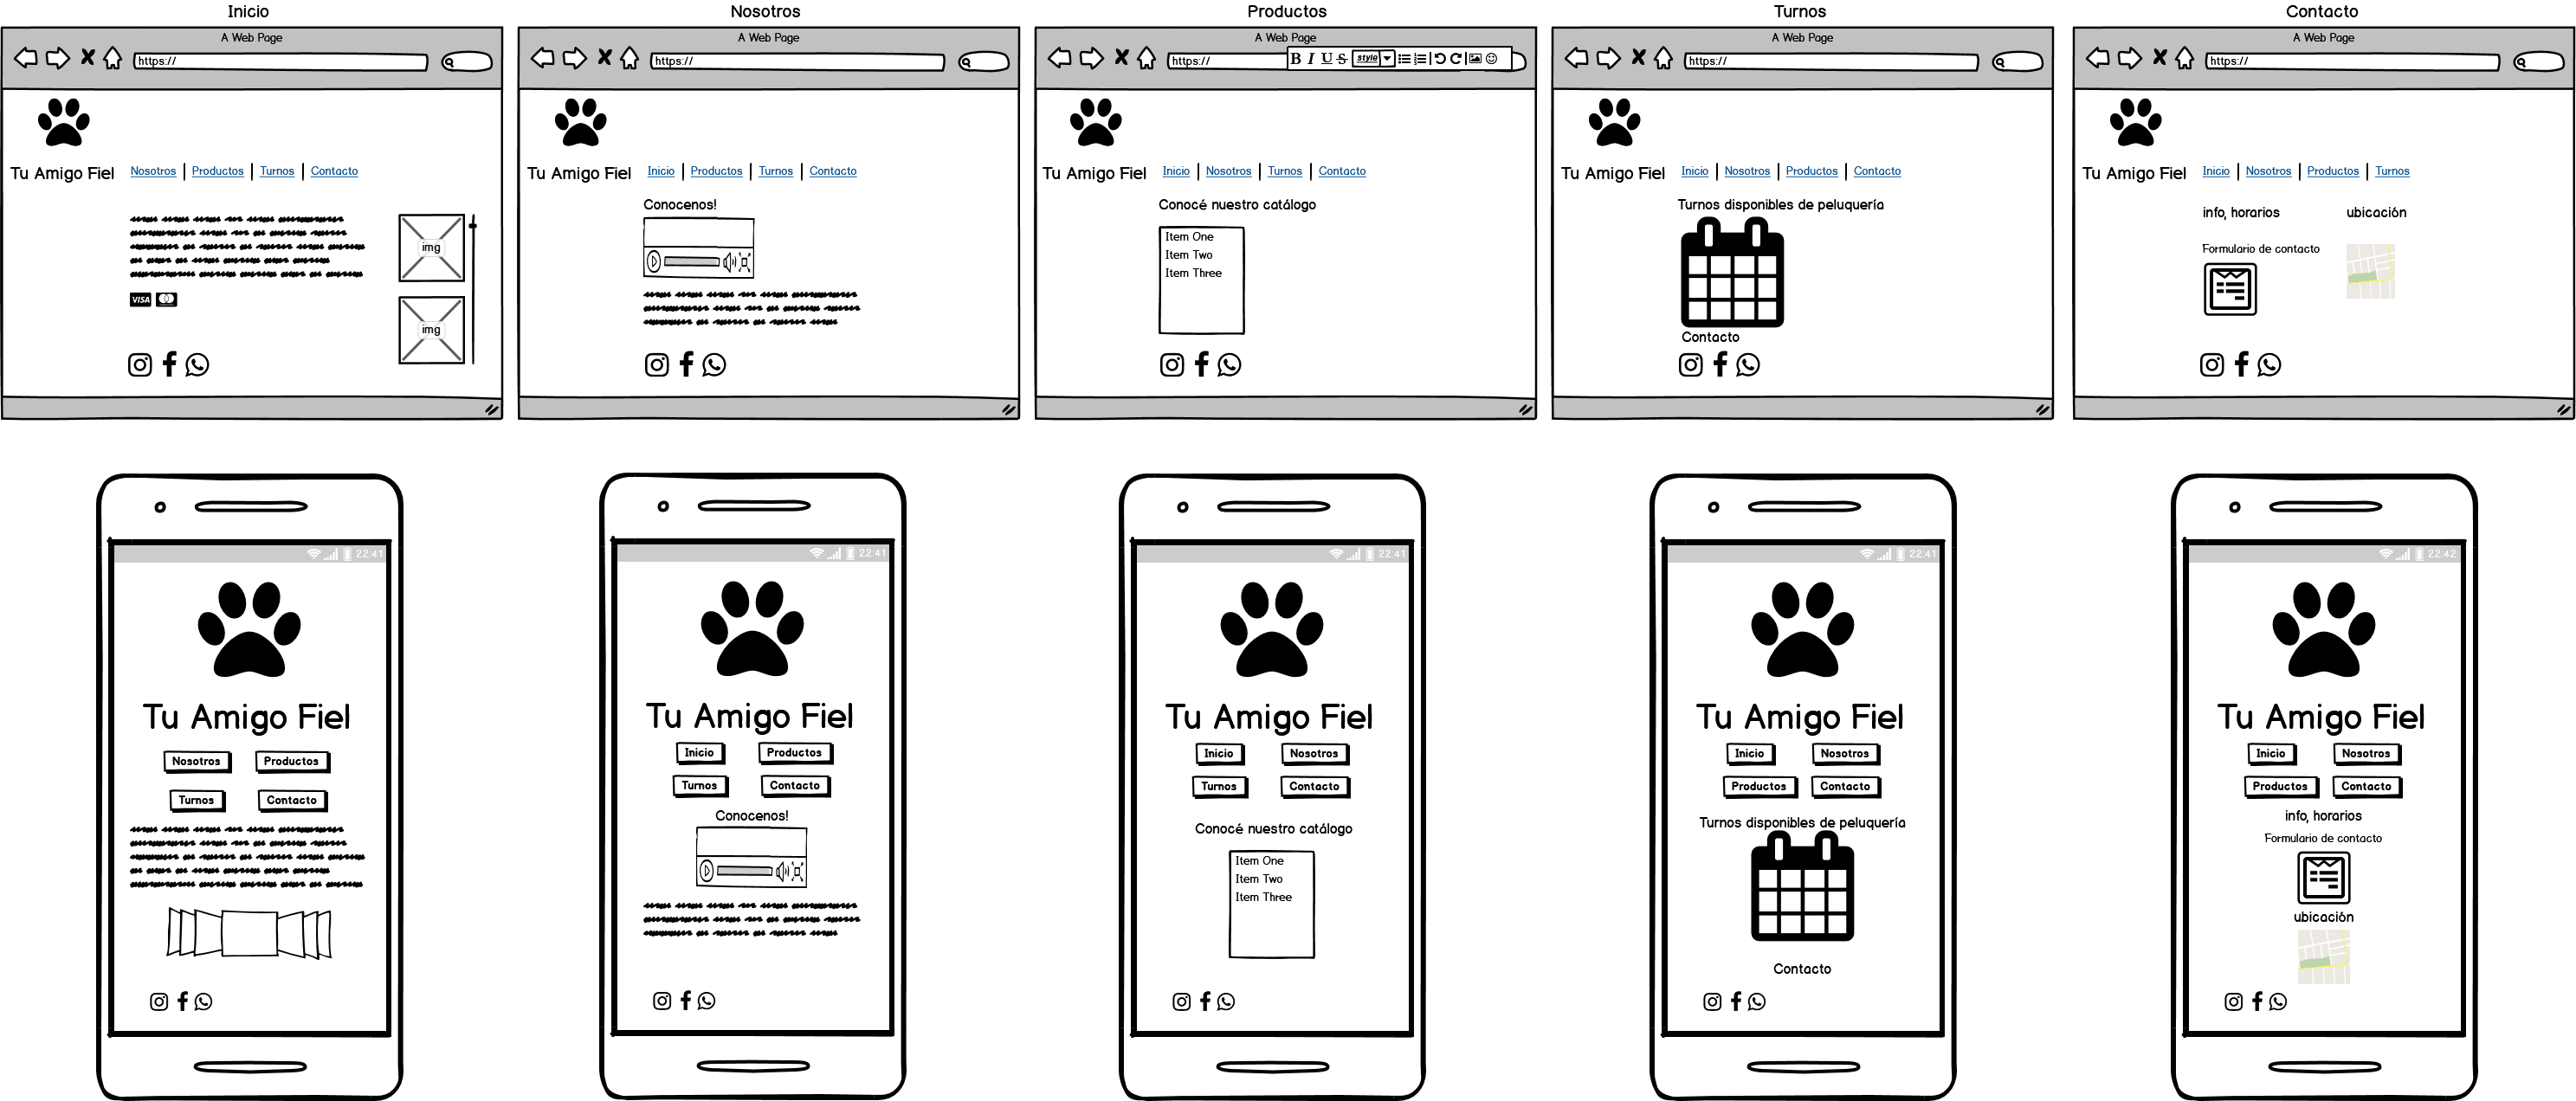 Inicio
A Web Page
https://
Tu Amigo Fiel
Nosotros | Productos | Turnos | Contacto
img
VISA
img
Nosotros
A Web Page
https://
Tu Amigo Fiel
Inicio | Productos | Turnos | Contacto
Conocenos!
Productos
A Web Page
https://
B I U S style
Tu Amigo Fiel
Inicio | Nosotros | Turnos | Contacto
Conocé nuestro catálogo
Item One
Item Two
Item Three
Turnos
A Web Page
https://
Tu Amigo Fiel
Inicio | Nosotros | Productos | Contacto
Turnos disponibles de peluquería
Contacto
Contacto
A Web Page
https://
Tu Amigo Fiel
Inicio | Nosotros | Productos | Turnos
info, horarios
ubicación
Formulario de contacto
22:41
Tu Amigo Fiel
Nosotros Productos
Turnos Contacto
22:41
Tu Amigo Fiel
Inicio Productos
Turnos Contacto
Conocenos!
22:41
Tu Amigo Fiel
Inicio Nosotros
Turnos Contacto
Conocé nuestro catálogo
Item One
Item Two
Item Three
22:41
Tu Amigo Fiel
Inicio Nosotros
Productos Contacto
Turnos disponibles de peluquería
Contacto
22:42
Tu Amigo Fiel
Inicio Nosotros
Productos Contacto
info, horarios
Formulario de contacto
ubicación